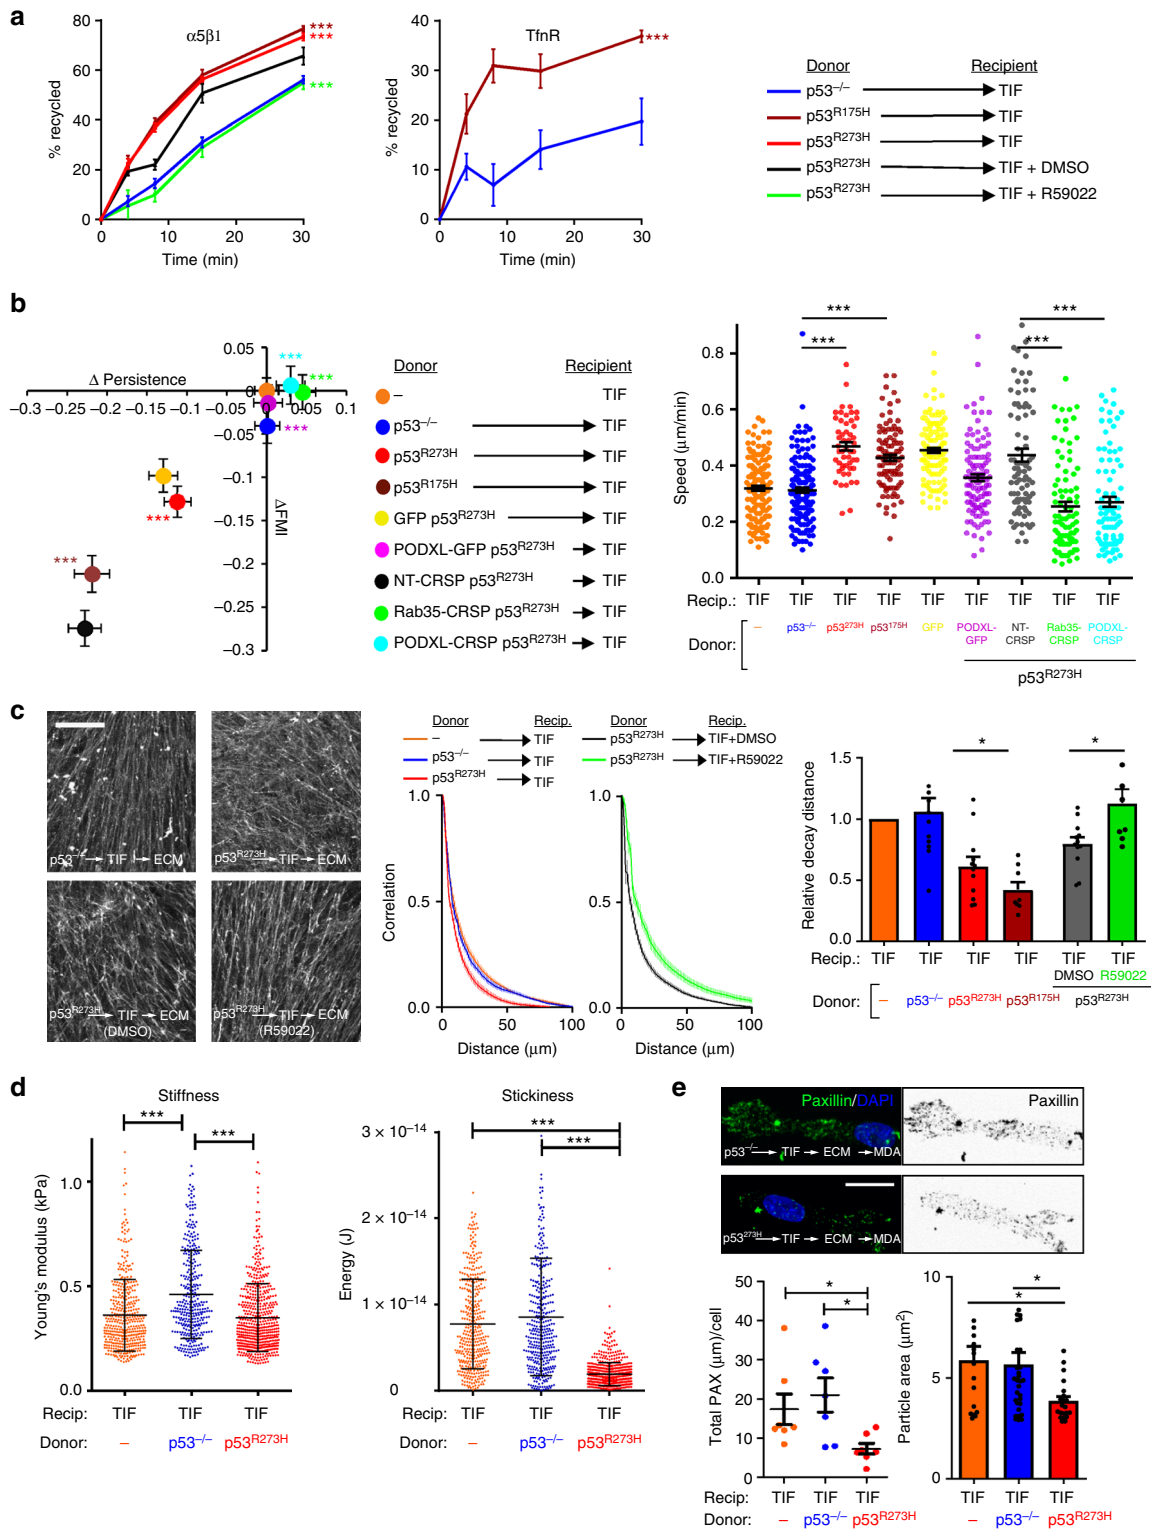 a
α5β1
80
60
40
20
0
% recycled
0 10 20 30
Time (min)
***
***
***
TfnR
40
30
20
10
0
% recycled
0 10 20 30
Time (min)
***
Donor Recipient
p53–/– TIF
p53R175H TIF
p53R273H TIF
p53R273H TIF + DMSO
p53R273H TIF + R59022
b
Δ Persistence
–0.3 –0.25 –0.2 –0.15 –0.1 –0.05 0 0.05 0.1
0.05
0
–0.05
–0.1
–0.15
–0.2
–0.25
–0.3
ΔFMI
***
***
***
***
***
Donor Recipient
– TIF
p53–/– TIF
p53R273H TIF
p53R175H TIF
GFP p53R273H TIF
PODXL-GFP p53R273H TIF
NT-CRSP p53R273H TIF
Rab35-CRSP p53R273H TIF
PODXL-CRSP p53R273H TIF
Speed (μm/min)
0.8
0.6
0.4
0.2
0.0
*** ***
*** ***
Recip.: TIF TIF TIF TIF TIF TIF TIF TIF TIF
Donor: – p53–/– p53273H p53175H GFP PODXL-GFP NT-CRSP Rab35-CRSP PODXL-CRSP
p53R273H
c
p53–/– TIF ECM
p53R273H TIF ECM
p53R273H TIF ECM
(DMSO)
p53R273H TIF ECM
(R59022)
Donor Recip. Donor Recip.
– TIF p53R273H TIF+DMSO
p53–/– TIF p53R273H TIF+R59022
p53R273H TIF
Correlation
1.0
0.5
0.0
0 50 100
Distance (μm)
1.0
0.5
0.0
0 50 100
Distance (μm)
Relative decay distance
1.5
1.0
0.5
0.0
* *
Recip.: TIF TIF TIF TIF TIF TIF
DMSO R59022
Donor: – p53–/– p53R273H p53R175H p53R273H
d
Stiffness
Young's modulus (kPa)
1.0
0.5
0.0
*** ***
Recip: TIF TIF TIF
Donor: – p53–/– p53R273H
Stickiness
Energy (J)
3 × 10–14
2 × 10–14
1 × 10–14
0
***
***
TIF TIF TIF
– p53–/– p53R273H
e
Paxillin/DAPI
p53–/– TIF ECM MDA
Paxillin
p53273H TIF ECM MDA
Total PAX (μm)/cell
50
40
30
20
10
0
*
*
Recip: TIF TIF TIF
Donor: – p53–/– p53R273H
Particle area (μm2)
10
5
0
*
*
TIF TIF TIF
– p53–/– p53R273H